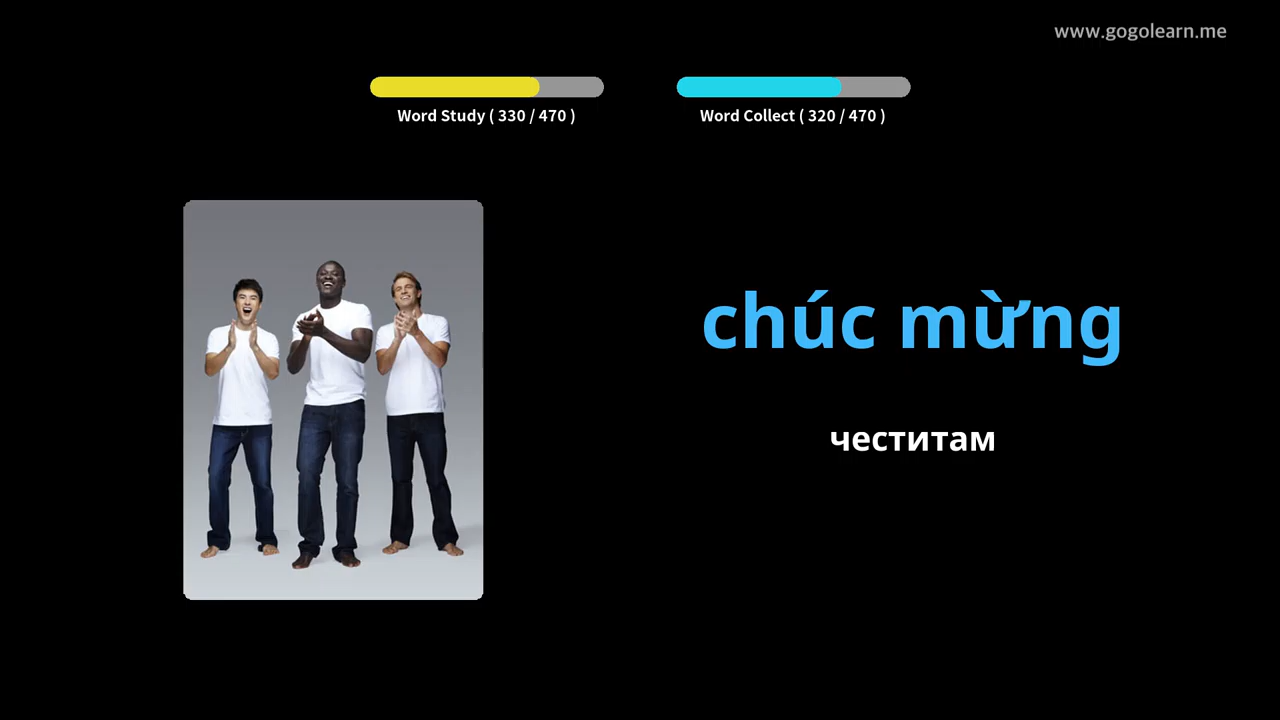 www.gogolearn.me
Word Study ( 330 / 470 )
Word Collect ( 320 / 470 )
chúc mừng
честитам